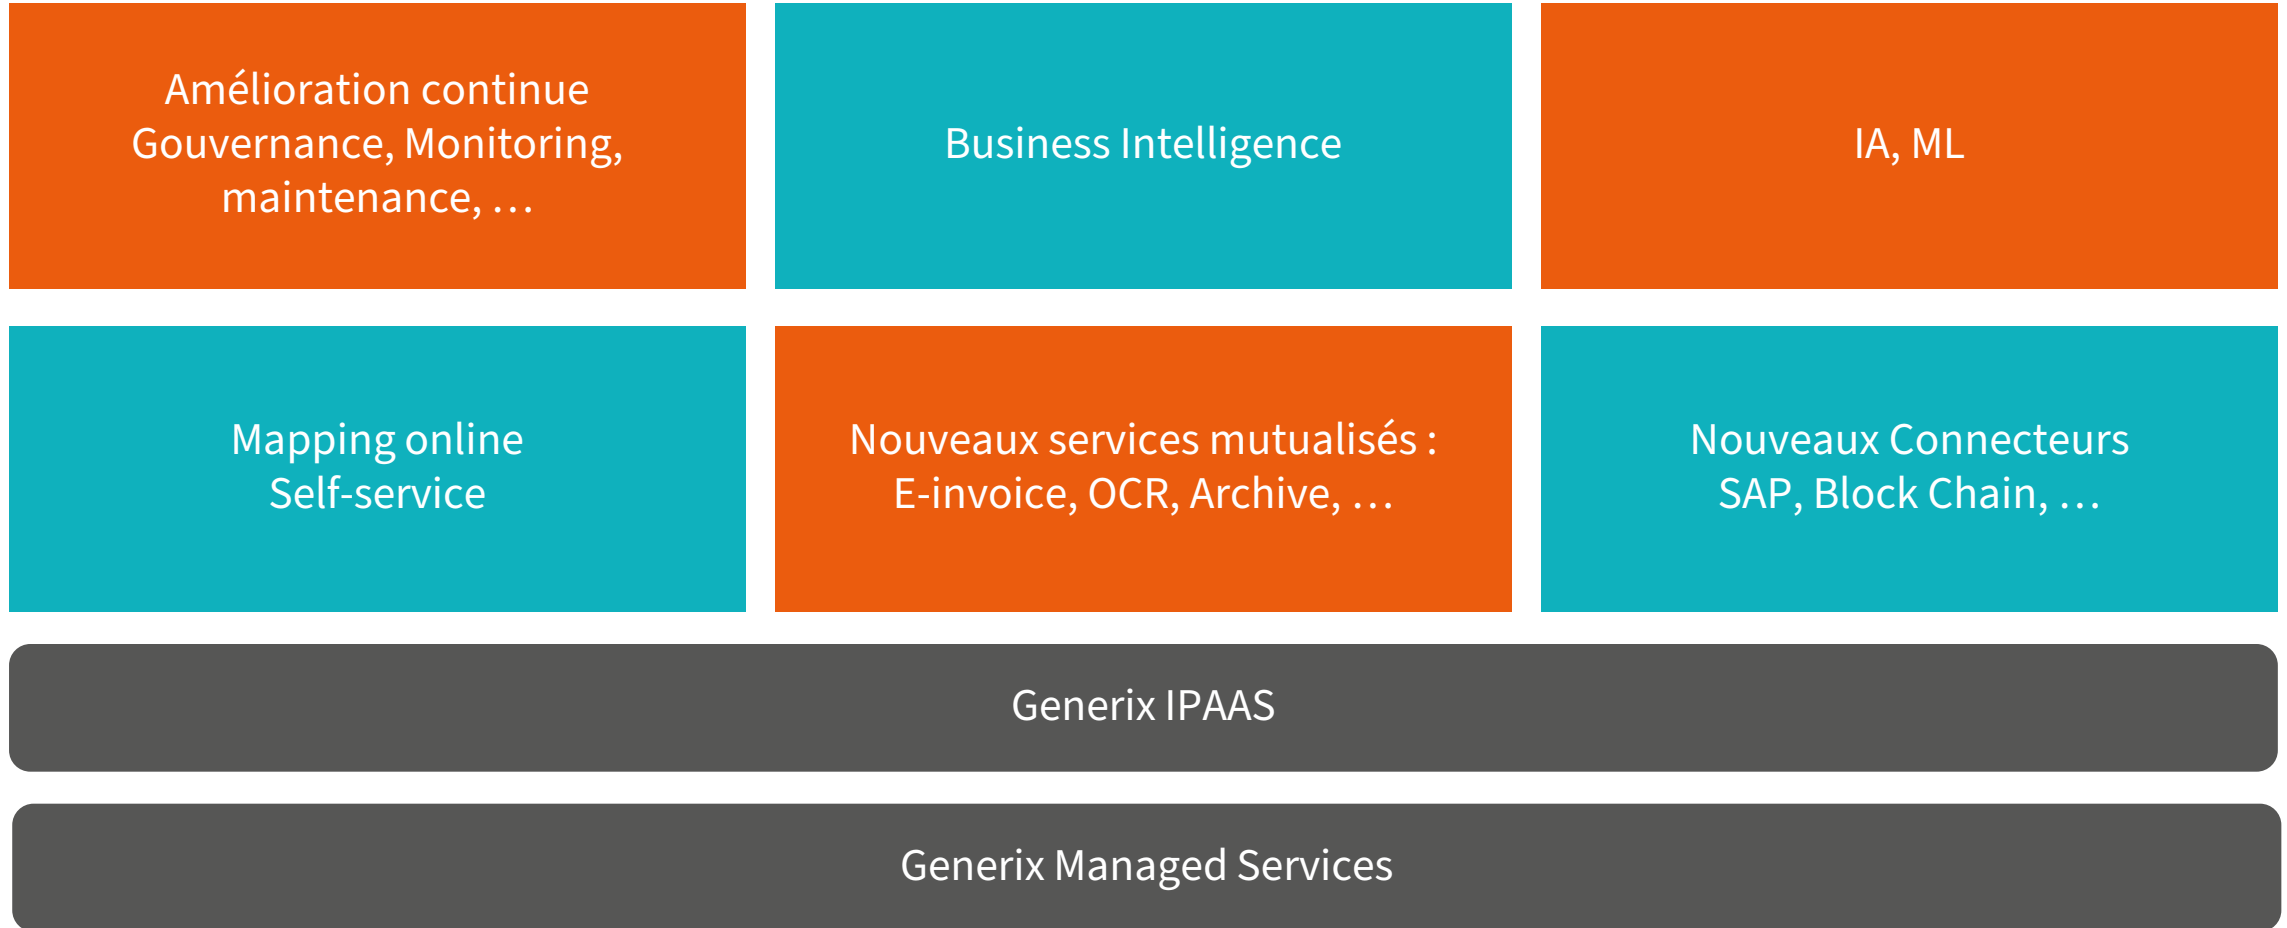 Amélioration continue
Gouvernance, Monitoring,
maintenance, …
Business Intelligence
IA, ML
Mapping online
Self-service
Nouveaux services mutualisés :
E-invoice, OCR, Archive, …
Nouveaux Connecteurs
SAP, Block Chain, …
Generix IPAAS
Generix Managed Services